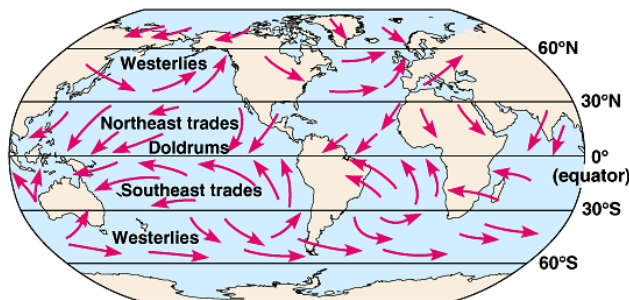 60°N
Westerlies
30°N
Northeast trades
Doldrums
0°
(equator)
Southeast trades
30°S
Westerlies
60°S